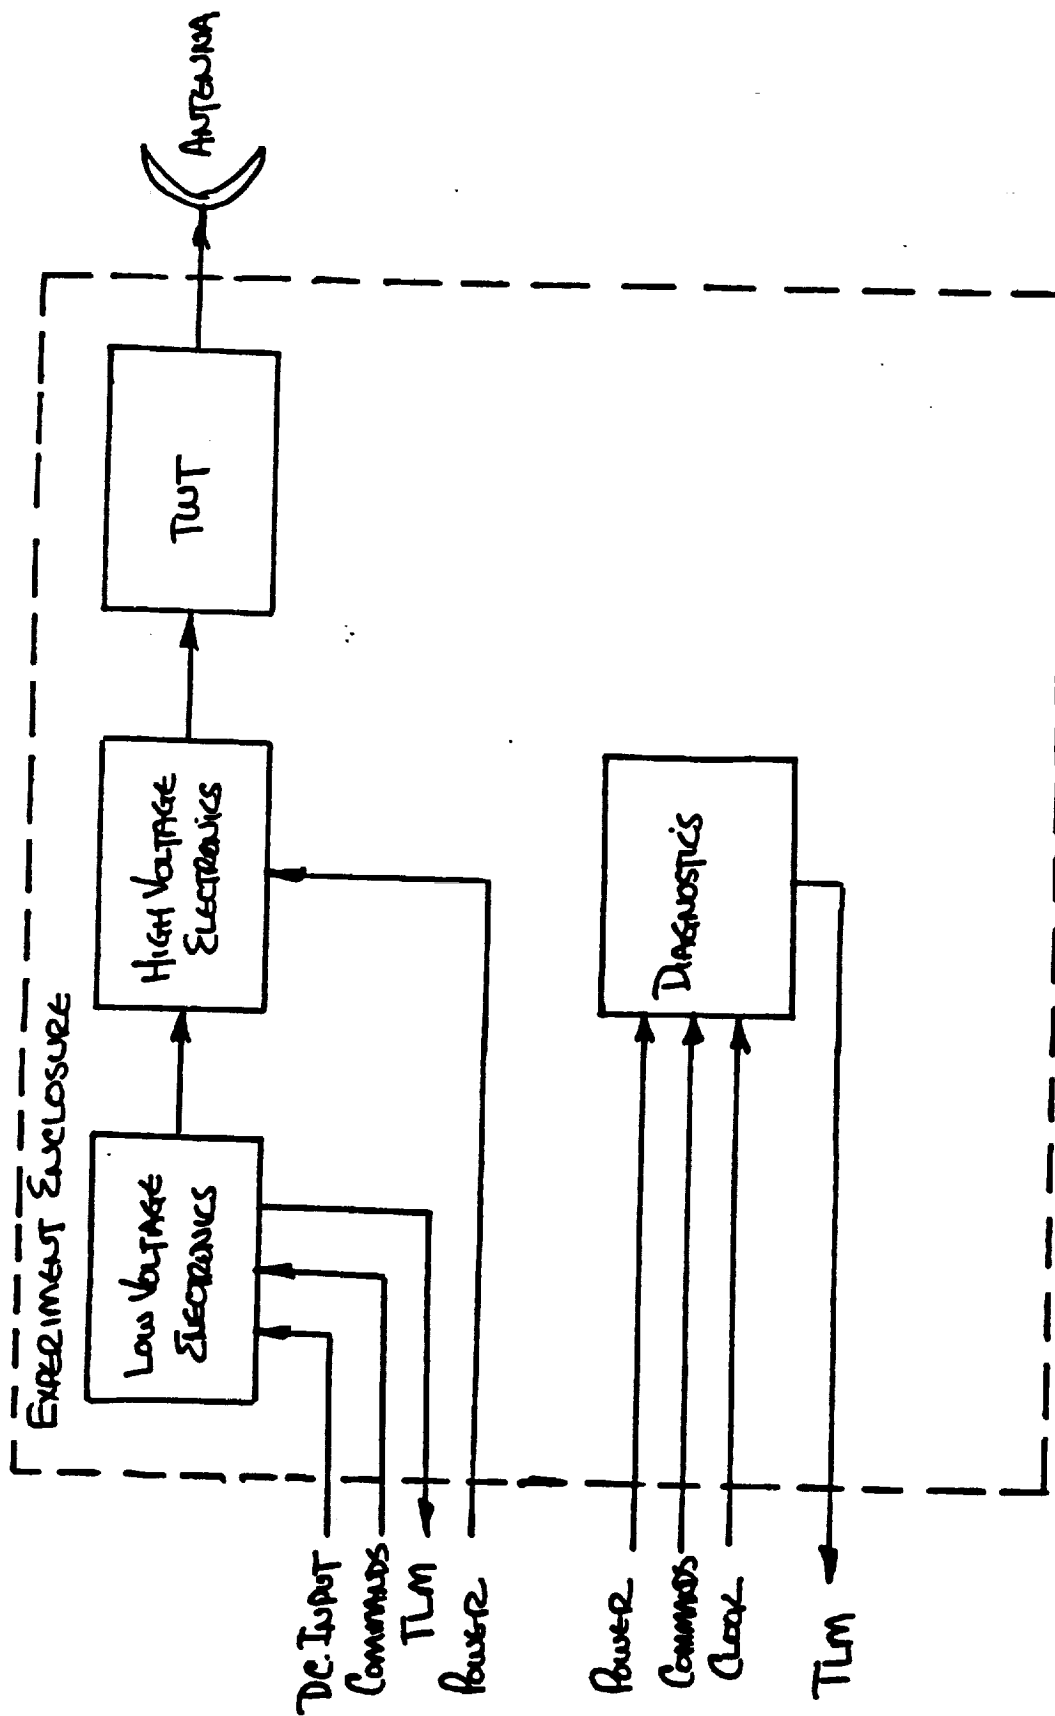 EXPERIMENT ENCLOSURE
LOW VOLTAGE
ELECTRONICS
HIGH VOLTAGE
ELECTRONICS
TWT
ANTENNA
DC. INPUT
COMMANDS
TLM
POWER
DIAGNOSTICS
POWER
COMMANDS
CLOCK
TLM